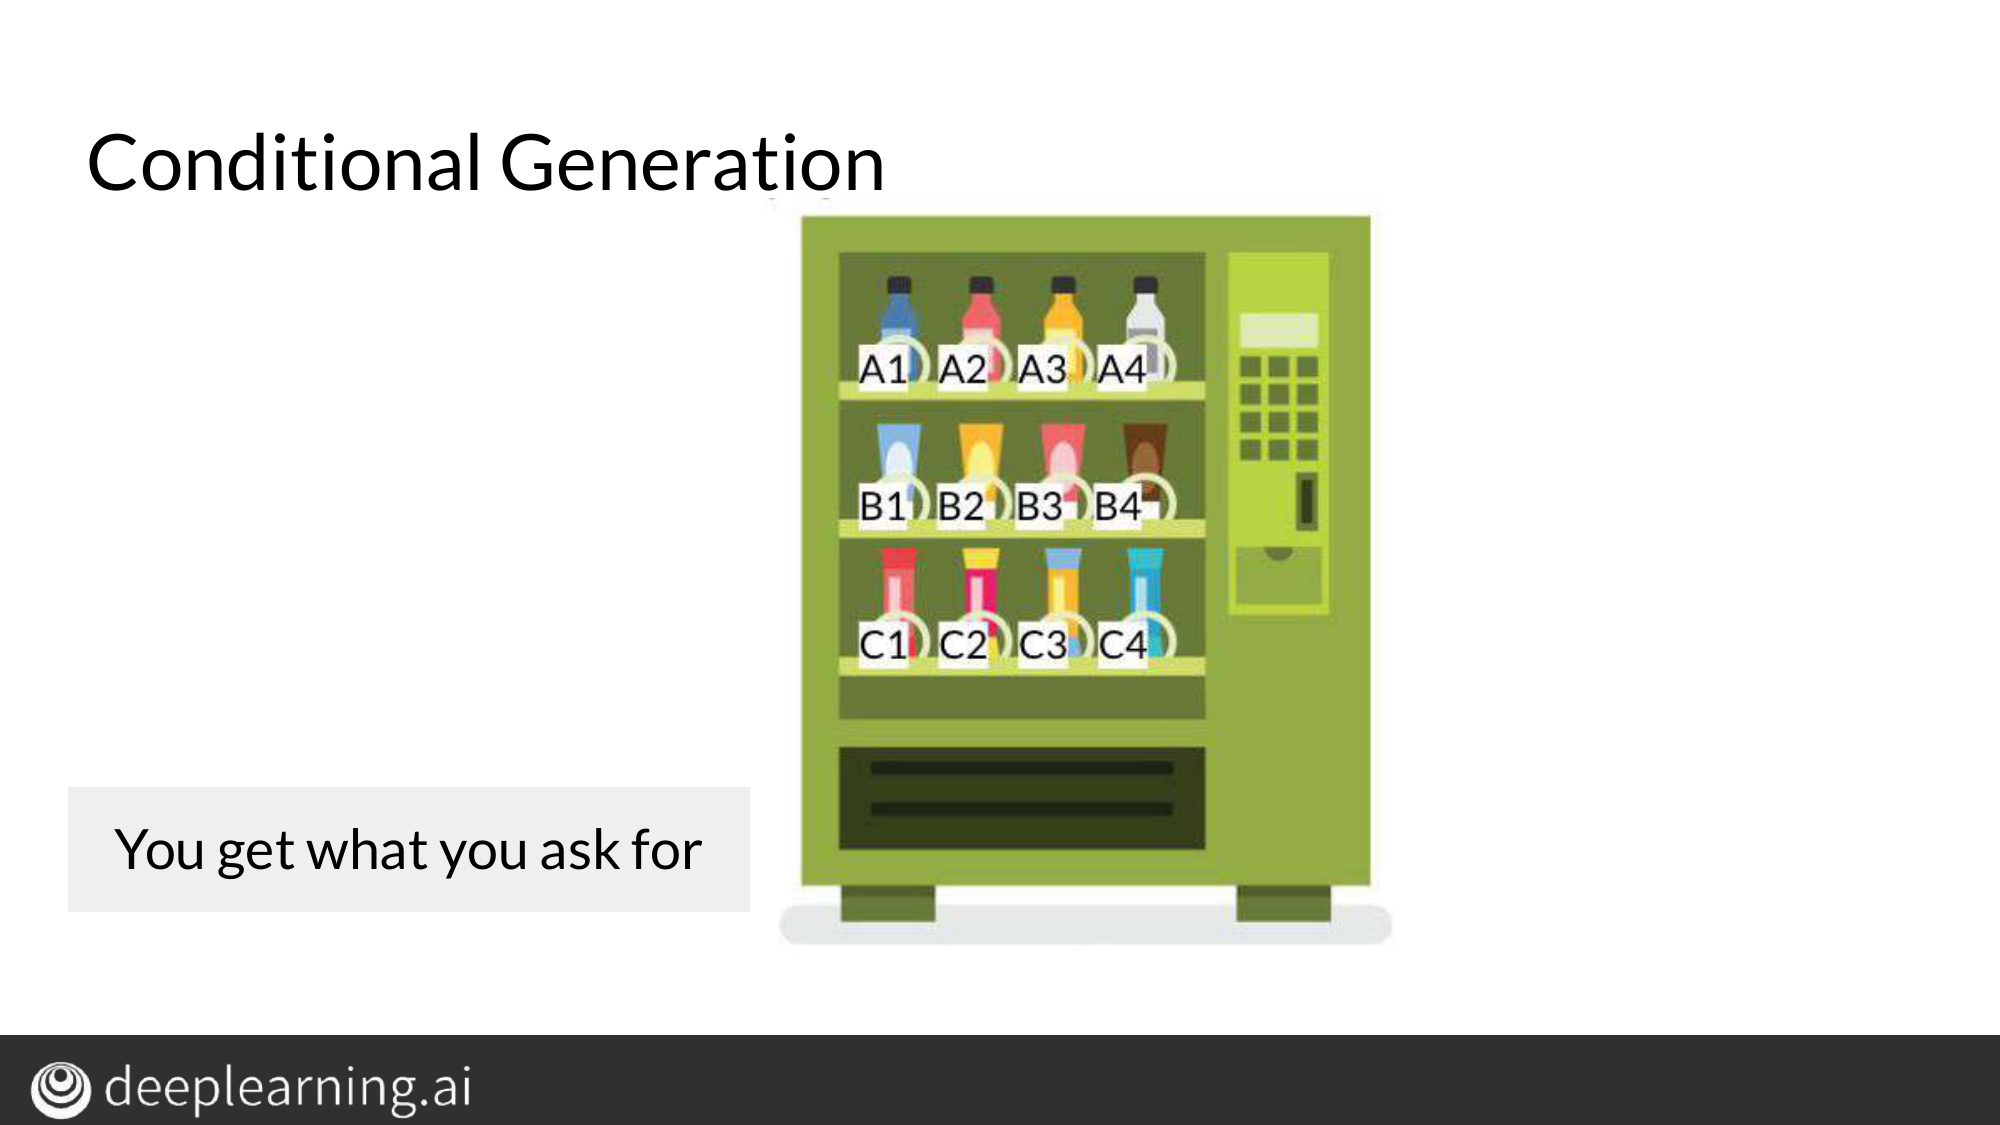 Conditional Generation
A1 A2 A3 A4
B1 B2 B3 B4
C1 C2 C3 C4
You get what you ask for
deeplearning.ai